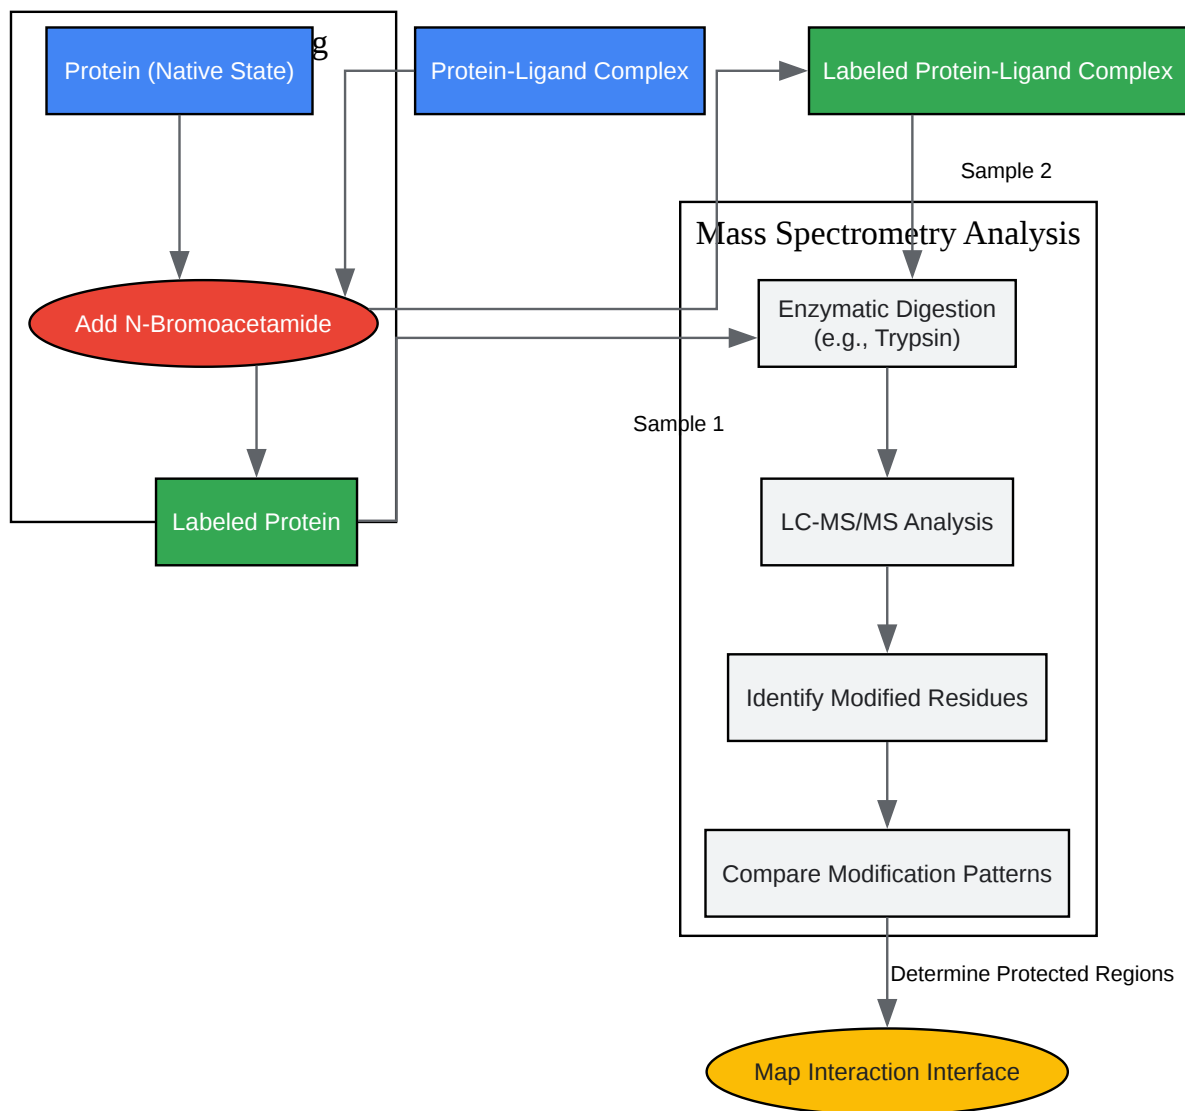 Protein (Native State)
Protein-Ligand Complex
Labeled Protein-Ligand Complex
Sample 2
Mass Spectrometry Analysis
Add N-Bromoacetamide
Enzymatic Digestion
(e.g., Trypsin)
Sample 1
Labeled Protein
LC-MS/MS Analysis
Identify Modified Residues
Compare Modification Patterns
Determine Protected Regions
Map Interaction Interface